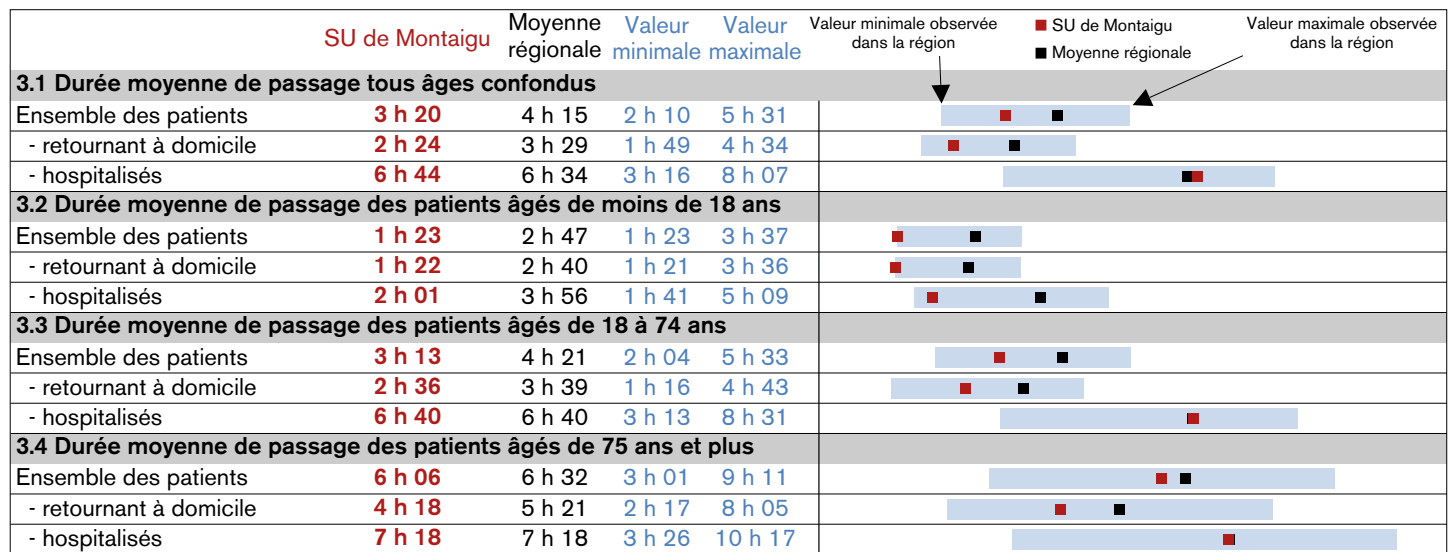 SU de Montaigu Moyenne régionale Valeur minimale Valeur maximale
Valeur minimale observée dans la région
SU de Montaigu
Moyenne régionale
Valeur maximale observée dans la région
3.1 Durée moyenne de passage tous âges confondus
Ensemble des patients 3 h 20 4 h 15 2 h 10 5 h 31
- retournant à domicile 2 h 24 3 h 29 1 h 49 4 h 34
- hospitalisés 6 h 44 6 h 34 3 h 16 8 h 07
3.2 Durée moyenne de passage des patients âgés de moins de 18 ans
Ensemble des patients 1 h 23 2 h 47 1 h 23 3 h 37
- retournant à domicile 1 h 22 2 h 40 1 h 21 3 h 36
- hospitalisés 2 h 01 3 h 56 1 h 41 5 h 09
3.3 Durée moyenne de passage des patients âgés de 18 à 74 ans
Ensemble des patients 3 h 13 4 h 21 2 h 04 5 h 33
- retournant à domicile 2 h 36 3 h 39 1 h 16 4 h 43
- hospitalisés 6 h 40 6 h 40 3 h 13 8 h 31
3.4 Durée moyenne de passage des patients âgés de 75 ans et plus
Ensemble des patients 6 h 06 6 h 32 3 h 01 9 h 11
- retournant à domicile 4 h 18 5 h 21 2 h 17 8 h 05
- hospitalisés 7 h 18 7 h 18 3 h 26 10 h 17